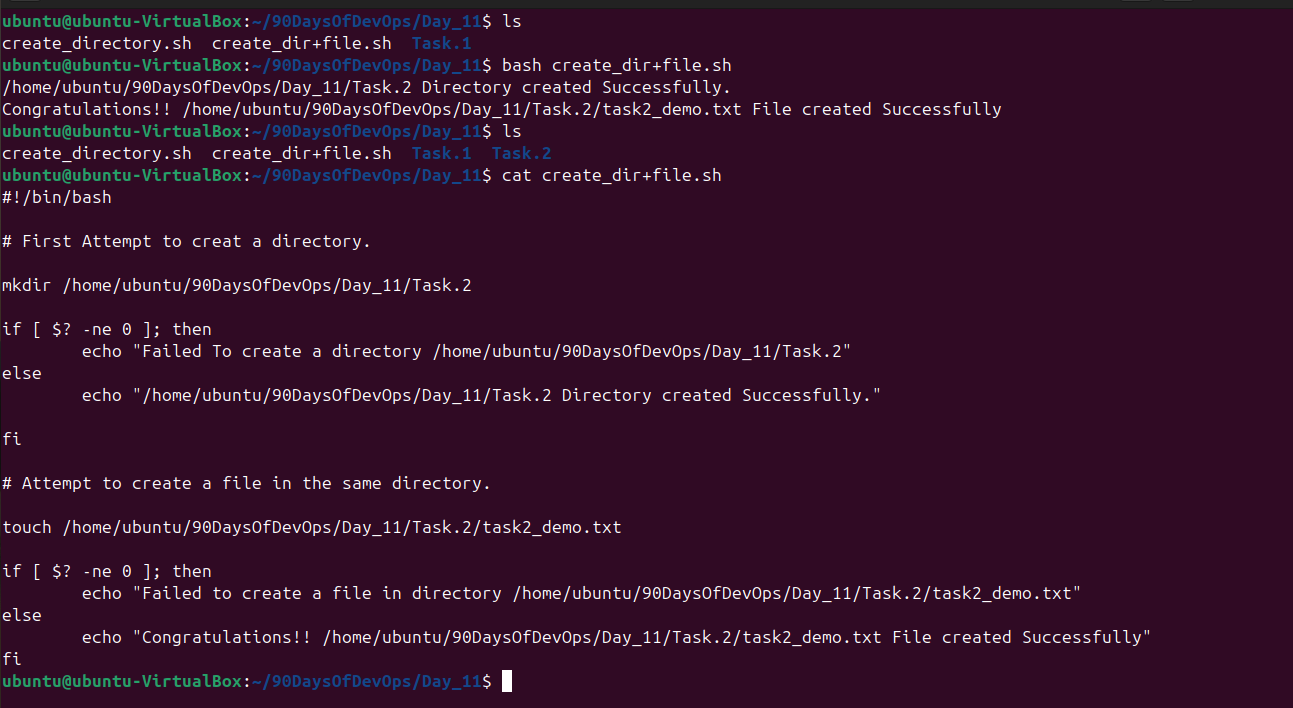 ubuntu@ubuntu-VirtualBox:~/90DaysOfDevOps/Day_11$ ls
create_directory.sh  create_dir+file.sh  Task.1
ubuntu@ubuntu-VirtualBox:~/90DaysOfDevOps/Day_11$ bash create_dir+file.sh
/home/ubuntu/90DaysOfDevOps/Day_11/Task.2 Directory created Successfully.
Congratulations!! /home/ubuntu/90DaysOfDevOps/Day_11/Task.2/task2_demo.txt File created Successfully
ubuntu@ubuntu-VirtualBox:~/90DaysOfDevOps/Day_11$ ls
create_directory.sh  create_dir+file.sh  Task.1  Task.2
ubuntu@ubuntu-VirtualBox:~/90DaysOfDevOps/Day_11$ cat create_dir+file.sh
#!/bin/bash

# First Attempt to creat a directory.

mkdir /home/ubuntu/90DaysOfDevOps/Day_11/Task.2

if [ $? -ne 0 ]; then
        echo "Failed To create a directory /home/ubuntu/90DaysOfDevOps/Day_11/Task.2"
else
        echo "/home/ubuntu/90DaysOfDevOps/Day_11/Task.2 Directory created Successfully."

fi

# Attempt to create a file in the same directory.

touch /home/ubuntu/90DaysOfDevOps/Day_11/Task.2/task2_demo.txt

if [ $? -ne 0 ]; then
        echo "Failed to create a file in directory /home/ubuntu/90DaysOfDevOps/Day_11/Task.2/task2_demo.txt"
else
        echo "Congratulations!! /home/ubuntu/90DaysOfDevOps/Day_11/Task.2/task2_demo.txt File created Successfully"
fi
ubuntu@ubuntu-VirtualBox:~/90DaysOfDevOps/Day_11$